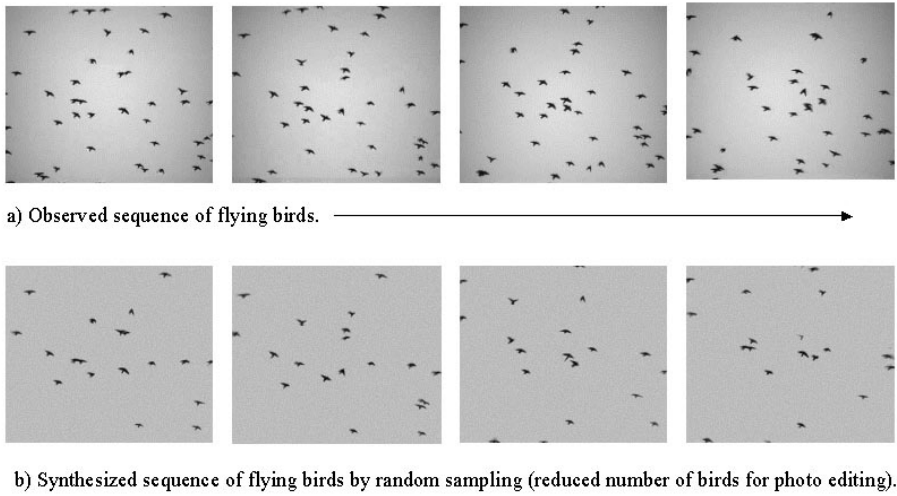 a) Observed sequence of flying birds.
b) Synthesized sequence of flying birds by random sampling (reduced number of birds for photo editing).